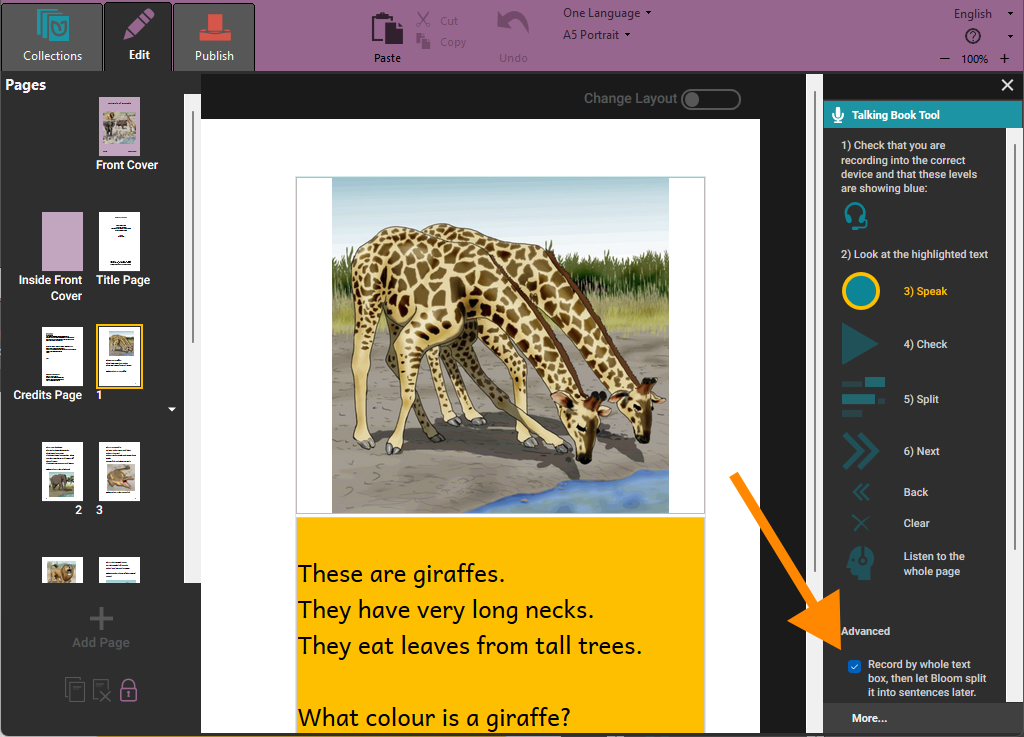 Collections
Edit
Publish
Paste
Cut
Copy
Undo
One Language
A5 Portrait
English
100%
Pages
Front Cover
Inside Front
Cover
Title Page
Credits Page
1
2
3
Add Page
Change Layout
These are giraffes.
They have very long necks.
They eat leaves from tall trees.
What colour is a giraffe?
Talking Book Tool
1) Check that you are
recording into the correct
device and that these levels
are showing blue:
2) Look at the highlighted text
3) Speak
4) Check
5) Split
6) Next
Back
Clear
Listen to the
whole page
Advanced
Record by whole text
box, then let Bloom split
it into sentences later.
More...